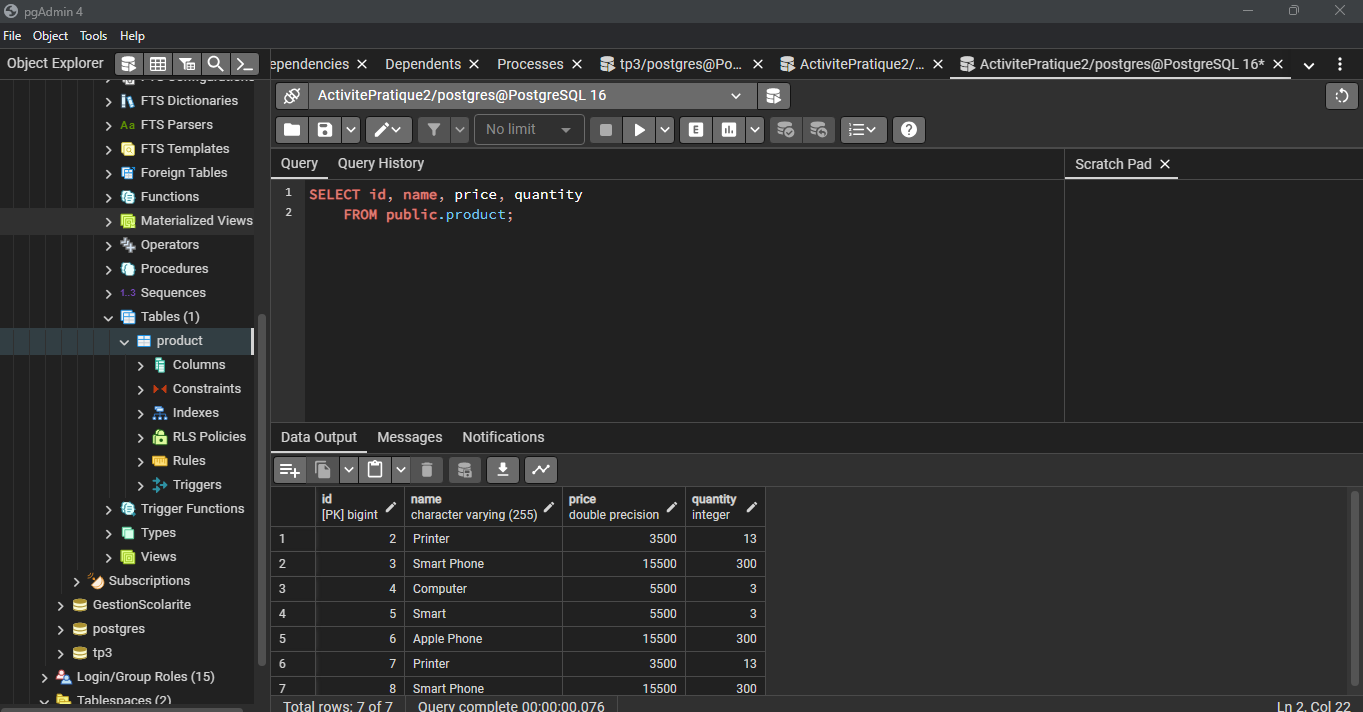 pgAdmin 4
File Object Tools Help
Object Explorer
ependencies Dependents Processes tp3/postgres@Po... ActivitePratique2/... ActivitePratique2/postgres@PostgreSQL 16*
FTS Configurations
FTS Dictionaries
Aa FTS Parsers
FTS Templates
Foreign Tables
Functions
Materialized Views
Operators
Procedures
1..3 Sequences
Tables (1)
product
Columns
Constraints
Indexes
RLS Policies
Rules
Triggers
Trigger Functions
Types
Views
Subscriptions
GestionScolarite
postgres
tp3
Login/Group Roles (15)
Tablespaces (2)
ActivitePratique2/postgres@PostgreSQL 16
No limit E
Query Query History
Scratch Pad
1 SELECT id, name, price, quantity
2 FROM public.product;
Data Output Messages Notifications
id name price quantity
[PK] bigint character varying (255) double precision integer
1 2 Printer 3500 13
2 3 Smart Phone 15500 300
3 4 Computer 5500 3
4 5 Smart 5500 3
5 6 Apple Phone 15500 300
6 7 Printer 3500 13
7 8 Smart Phone 15500 300
Total rows: 7 of 7 Query complete 00:00:00.076 Ln 2, Col 22